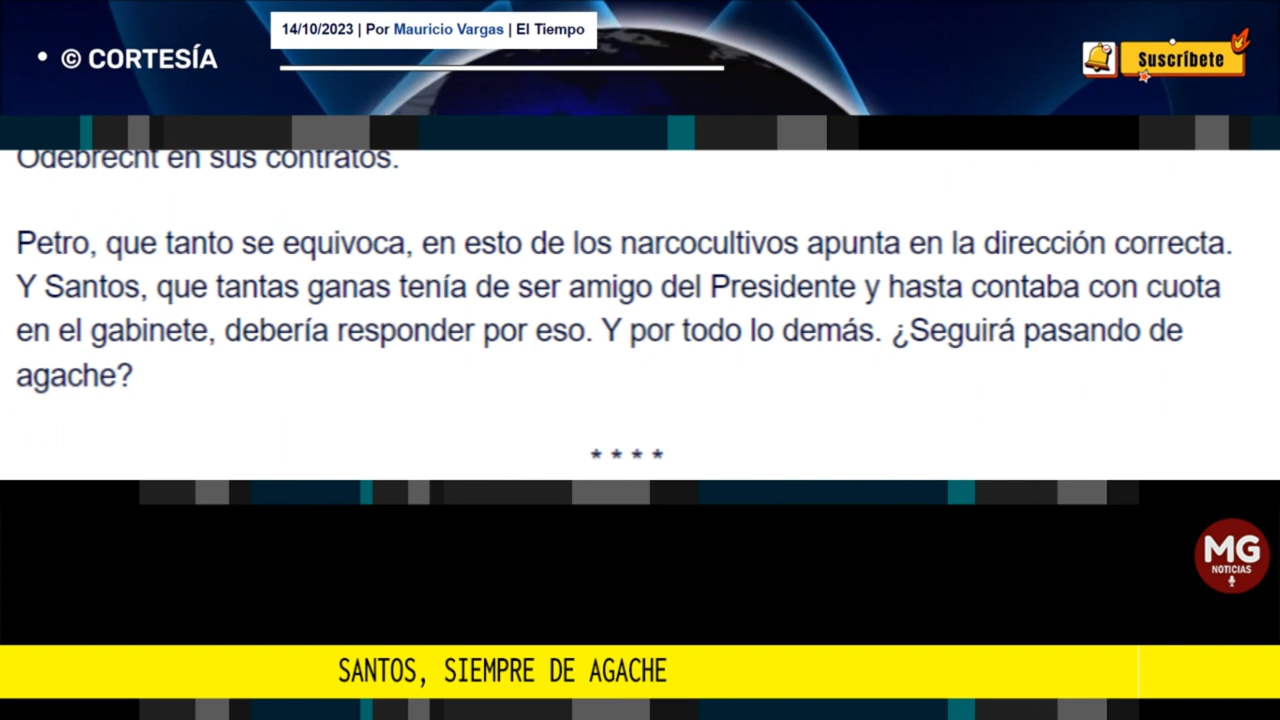 14/10/2023 | Por Mauricio Vargas | El Tiempo
• © CORTESÍA
Suscríbete
Odebrecht en sus contratos.
Petro, que tanto se equivoca, en esto de los narcocultivos apunta en la dirección correcta.
Y Santos, que tantas ganas tenía de ser amigo del Presidente y hasta contaba con cuota
en el gabinete, debería responder por eso. Y por todo lo demás. ¿Seguirá pasando de
agache?
* * * *
MG
NOTICIAS
SANTOS, SIEMPRE DE AGACHE